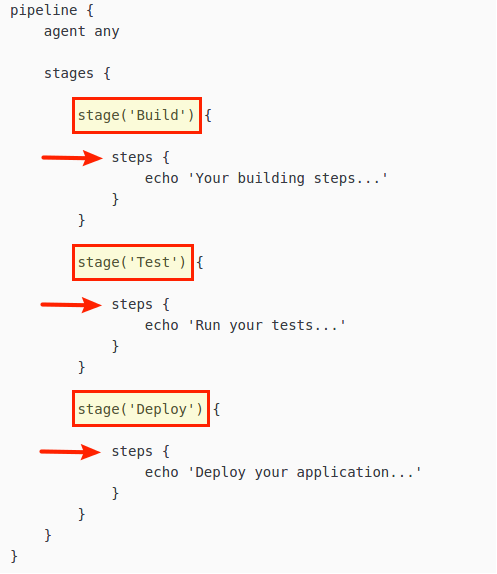 pipeline {
    agent any
    stages {
        stage('Build') {
            steps {
                echo 'Your building steps...'
            }
        }
        stage('Test') {
            steps {
                echo 'Run your tests...'
            }
        }
        stage('Deploy') {
            steps {
                echo 'Deploy your application...'
            }
        }
    }
}